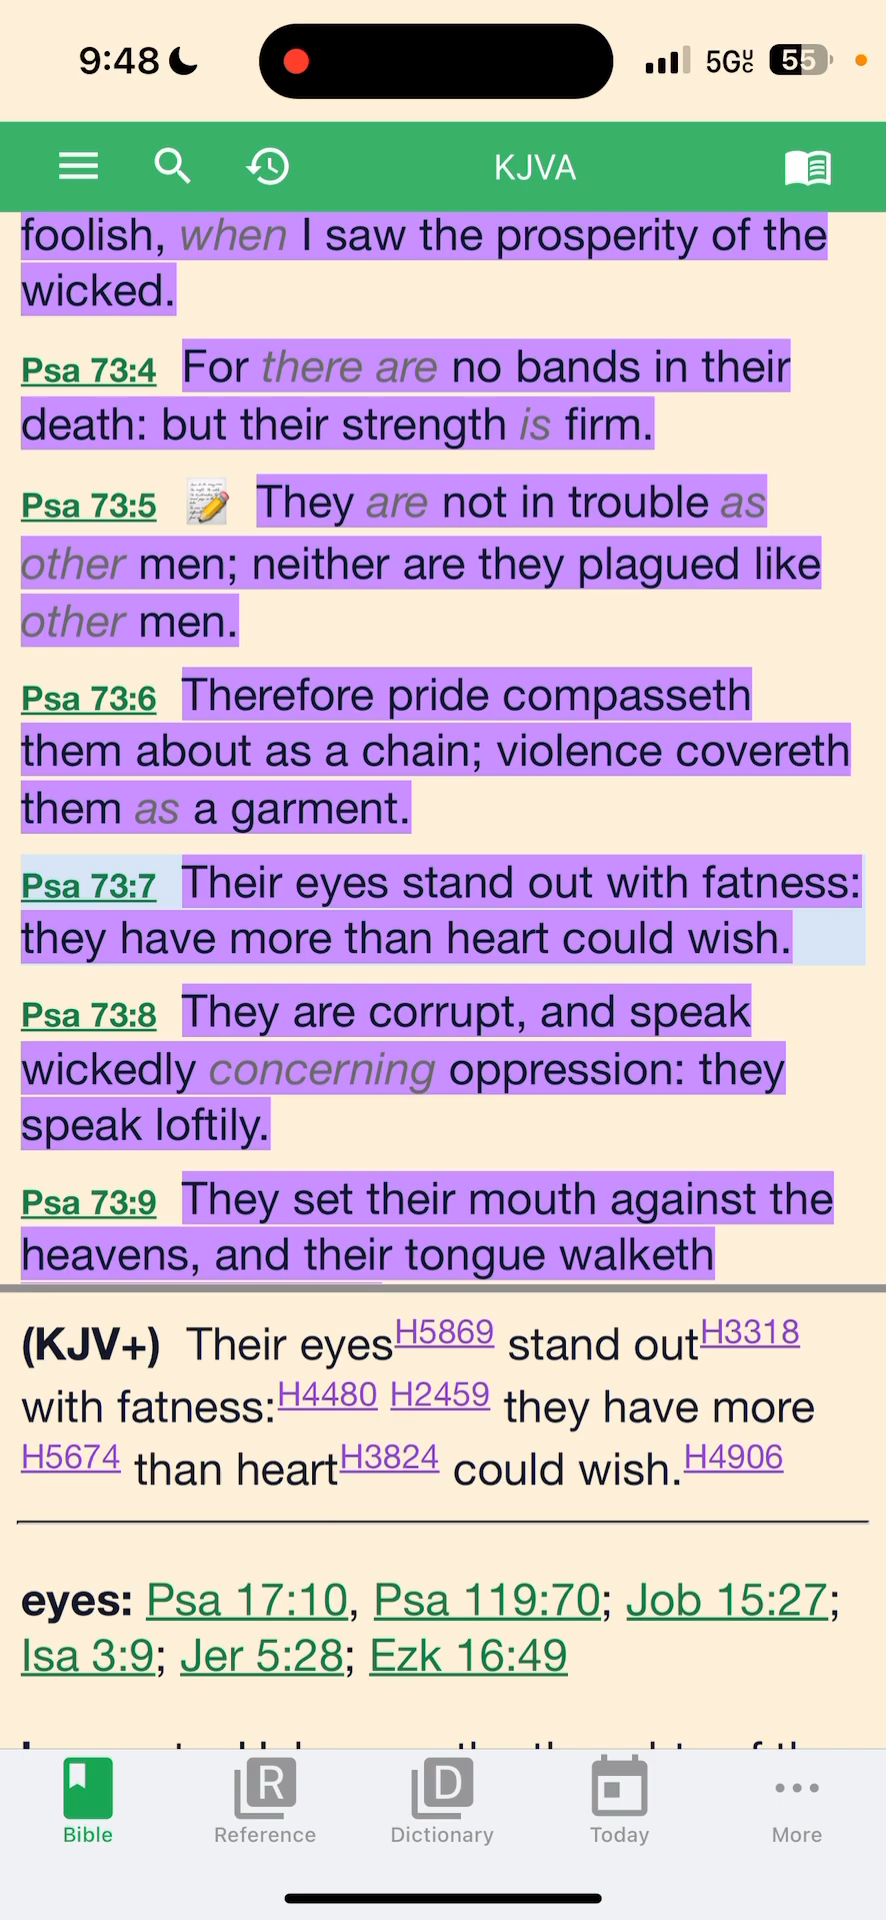 9:48
5G UC
55
KJVA
foolish, when I saw the prosperity of the
wicked.
Psa 73:4 For there are no bands in their
death: but their strength is firm.
Psa 73:5 They are not in trouble as
other men; neither are they plagued like
other men.
Psa 73:6 Therefore pride compasseth
them about as a chain; violence covereth
them as a garment.
Psa 73:7 Their eyes stand out with fatness:
they have more than heart could wish.
Psa 73:8 They are corrupt, and speak
wickedly concerning oppression: they
speak loftily.
Psa 73:9 They set their mouth against the
heavens, and their tongue walketh
(KJV+) Their eyesH5869 stand outH3318
with fatness:H4480 H2459 they have more
H5674 than heartH3824 could wish.H4906
eyes: Psa 17:10, Psa 119:70; Job 15:27;
Isa 3:9; Jer 5:28; Ezk 16:49
R
D
Bible
Reference
Dictionary
Today
More